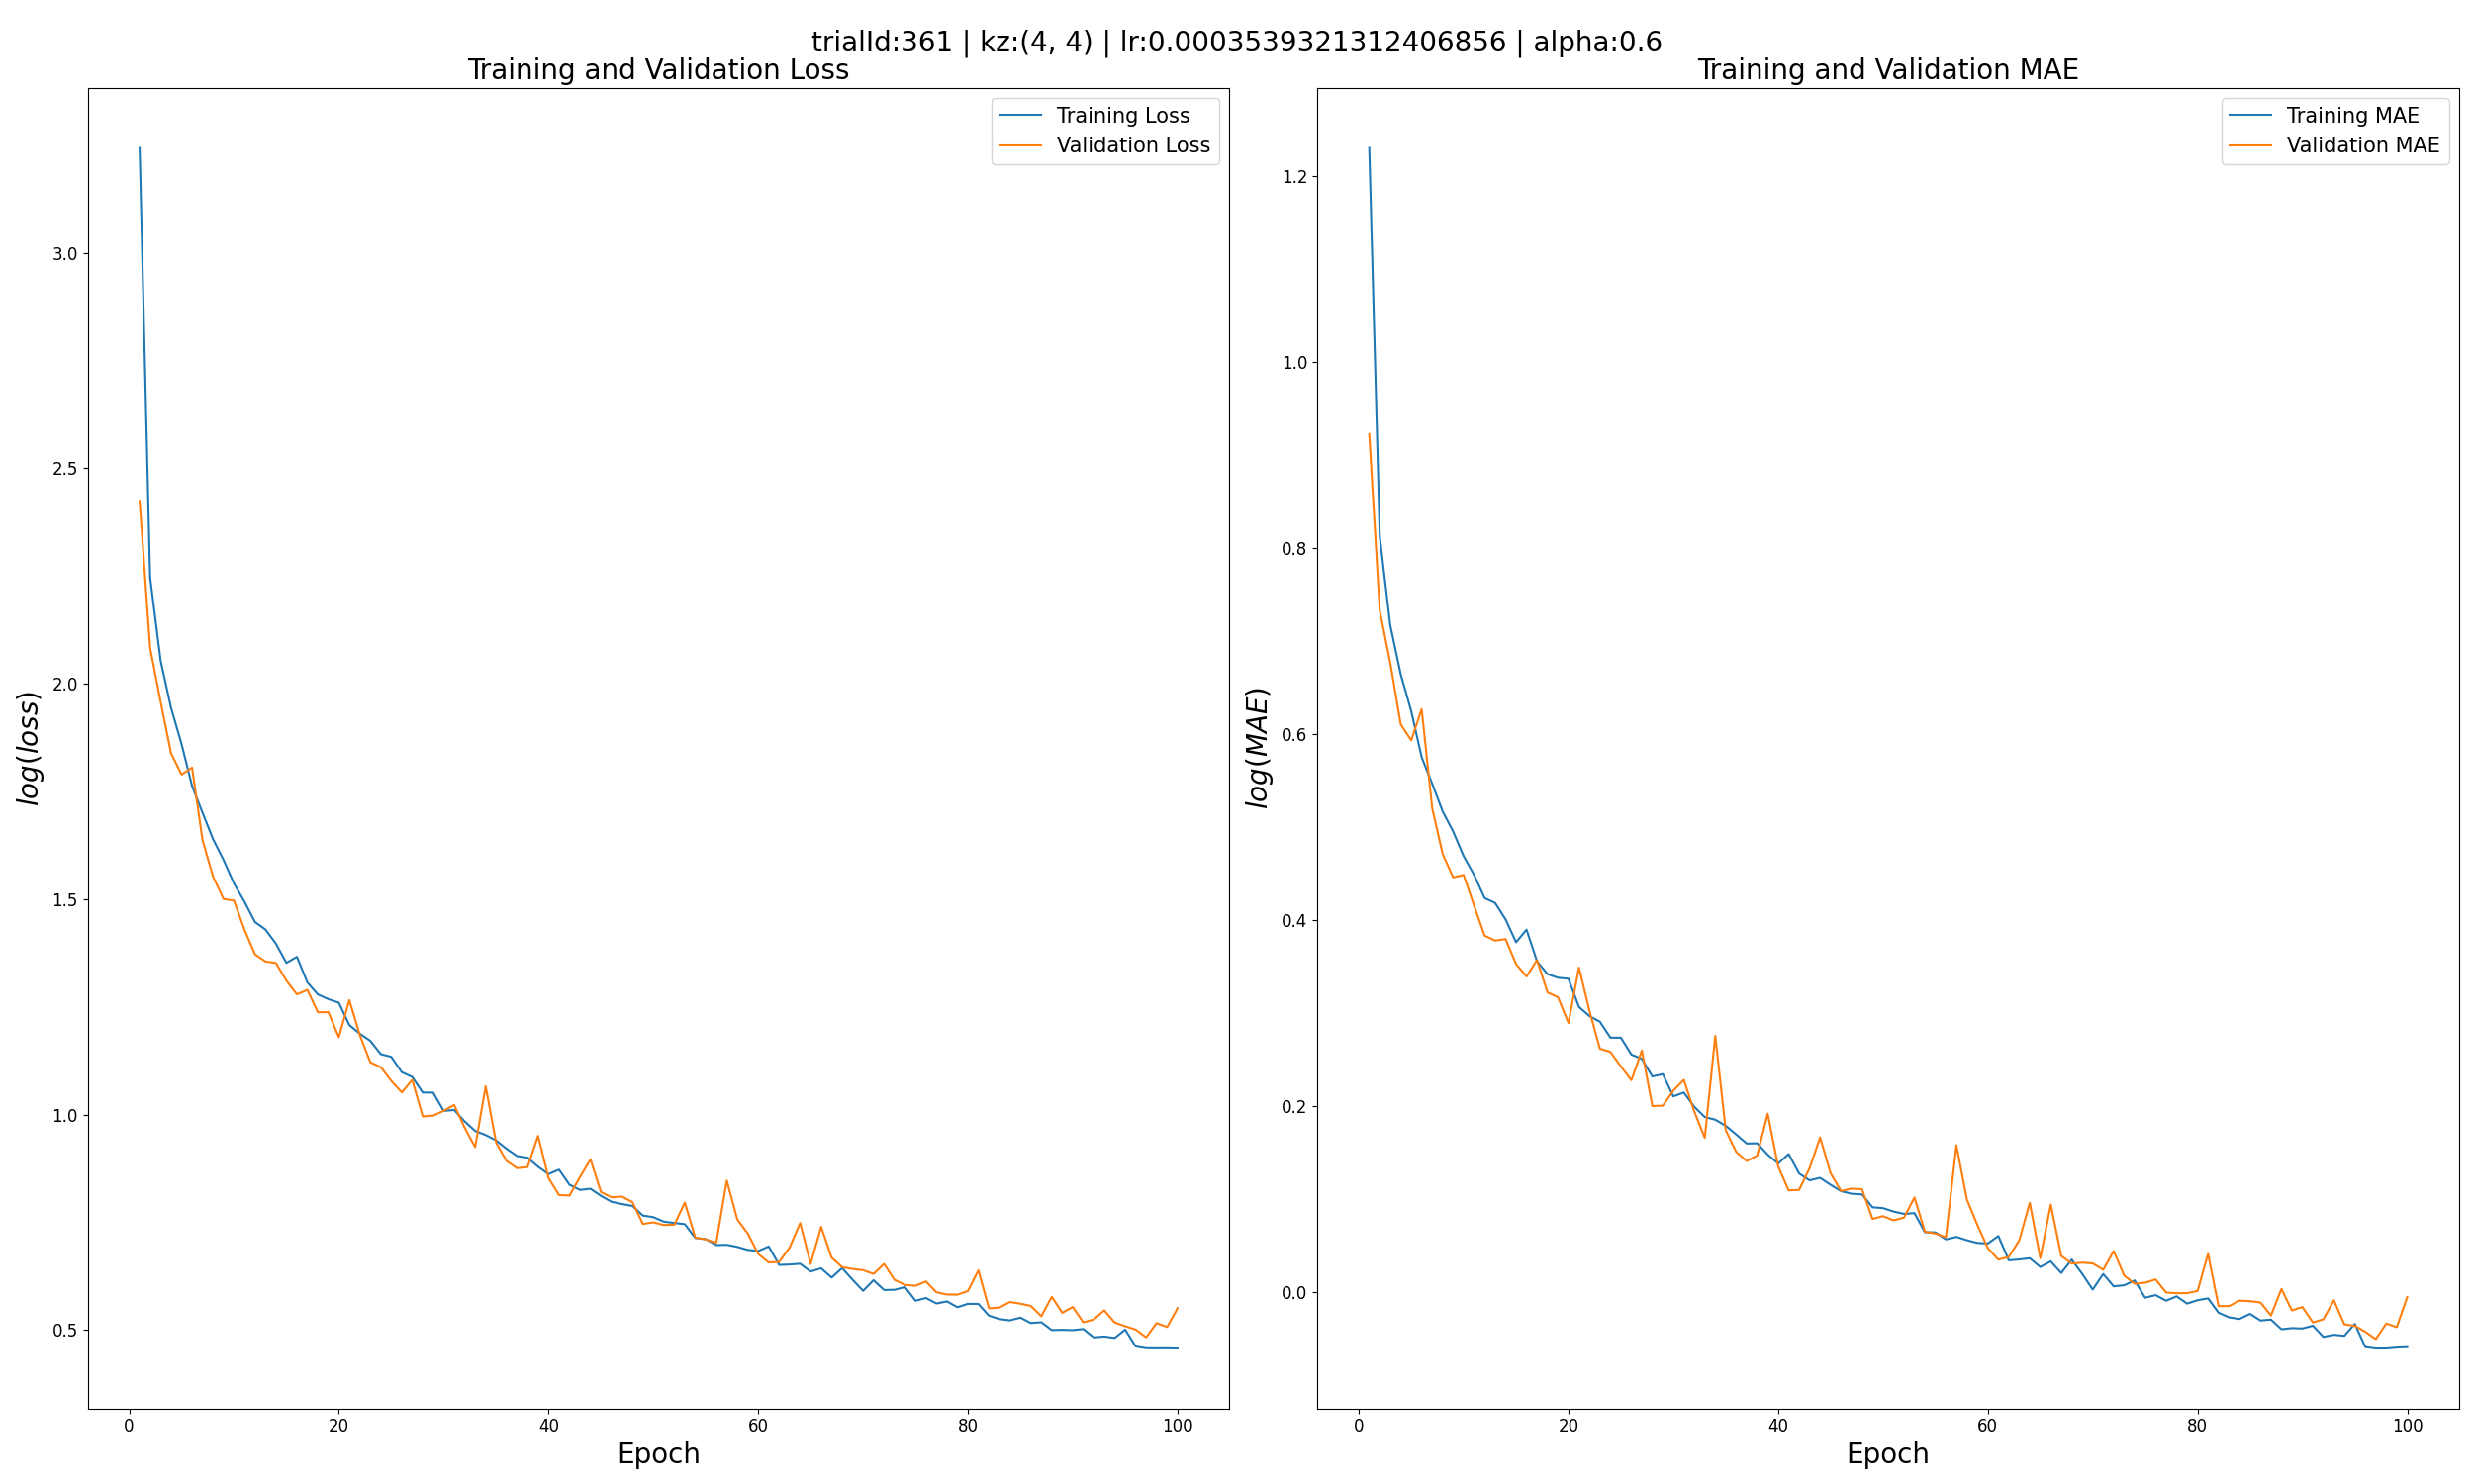 trialId:361 | kz:(4, 4) | lr:0.0003539321312406856 | alpha:0.6
Training and Validation Loss
Training Loss
Validation Loss
3.0
2.5
2.0
1.5
1.0
0.5
log(loss)
0 20 40 60 80 100
Epoch
Training and Validation MAE
Training MAE
Validation MAE
1.2
1.0
0.8
0.6
0.4
0.2
0.0
log(MAE)
0 20 40 60 80 100
Epoch